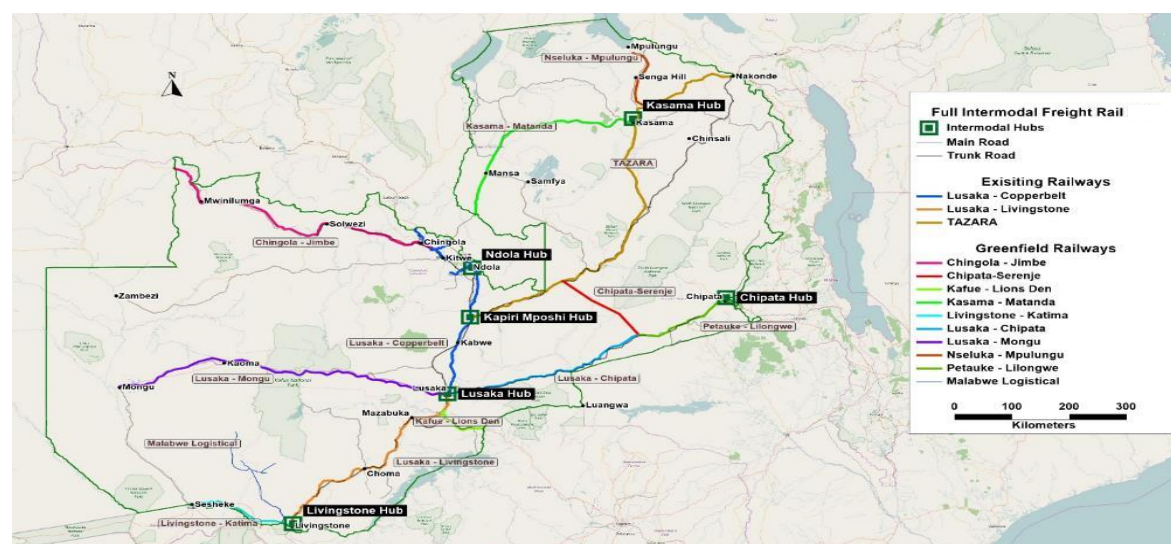 Mpulungu
Nseluka - Mpulungu
Senga Hill
Nakonde
N
Kasama Hub
Kasama
Kasama - Matanda
Chinsali
TAZARA
Mansa
Samfya
Mwinilumga
Solwezi
Chingola - Jimbe
Chingola
Kitwe
Ndola Hub
Ndola
Zambezi
Chipata-Serenje
Chipata
Chipata Hub
Kapiri Mposhi Hub
Petauke - Lilongwe
Lusaka - Copperbelt
Kabwe
Kaoma
Lusaka - Mongu
Mongu
Lusaka - Chipata
Lusaka
Lusaka Hub
Luangwa
Mazabuka
Kafue - Lions Den
Malabwe Logistical
Lusaka - Livingstone
Choma
Sesheke
Livingstone Hub
Livingstone - Katima
Livingstone
Full Intermodal Freight Rail
Intermodal Hubs
Main Road
Trunk Road
Exisiting Railways
Lusaka - Copperbelt
Lusaka - Livingstone
TAZARA
Greenfield Railways
Chingola - Jimbe
Chipata-Serenje
Kafue - Lions Den
Kasama - Matanda
Livingstone - Katima
Lusaka - Chipata
Lusaka - Mongu
Nseluka - Mpulungu
Petauke - Lilongwe
Malabwe Logistical
0 100 200 300
Kilometers